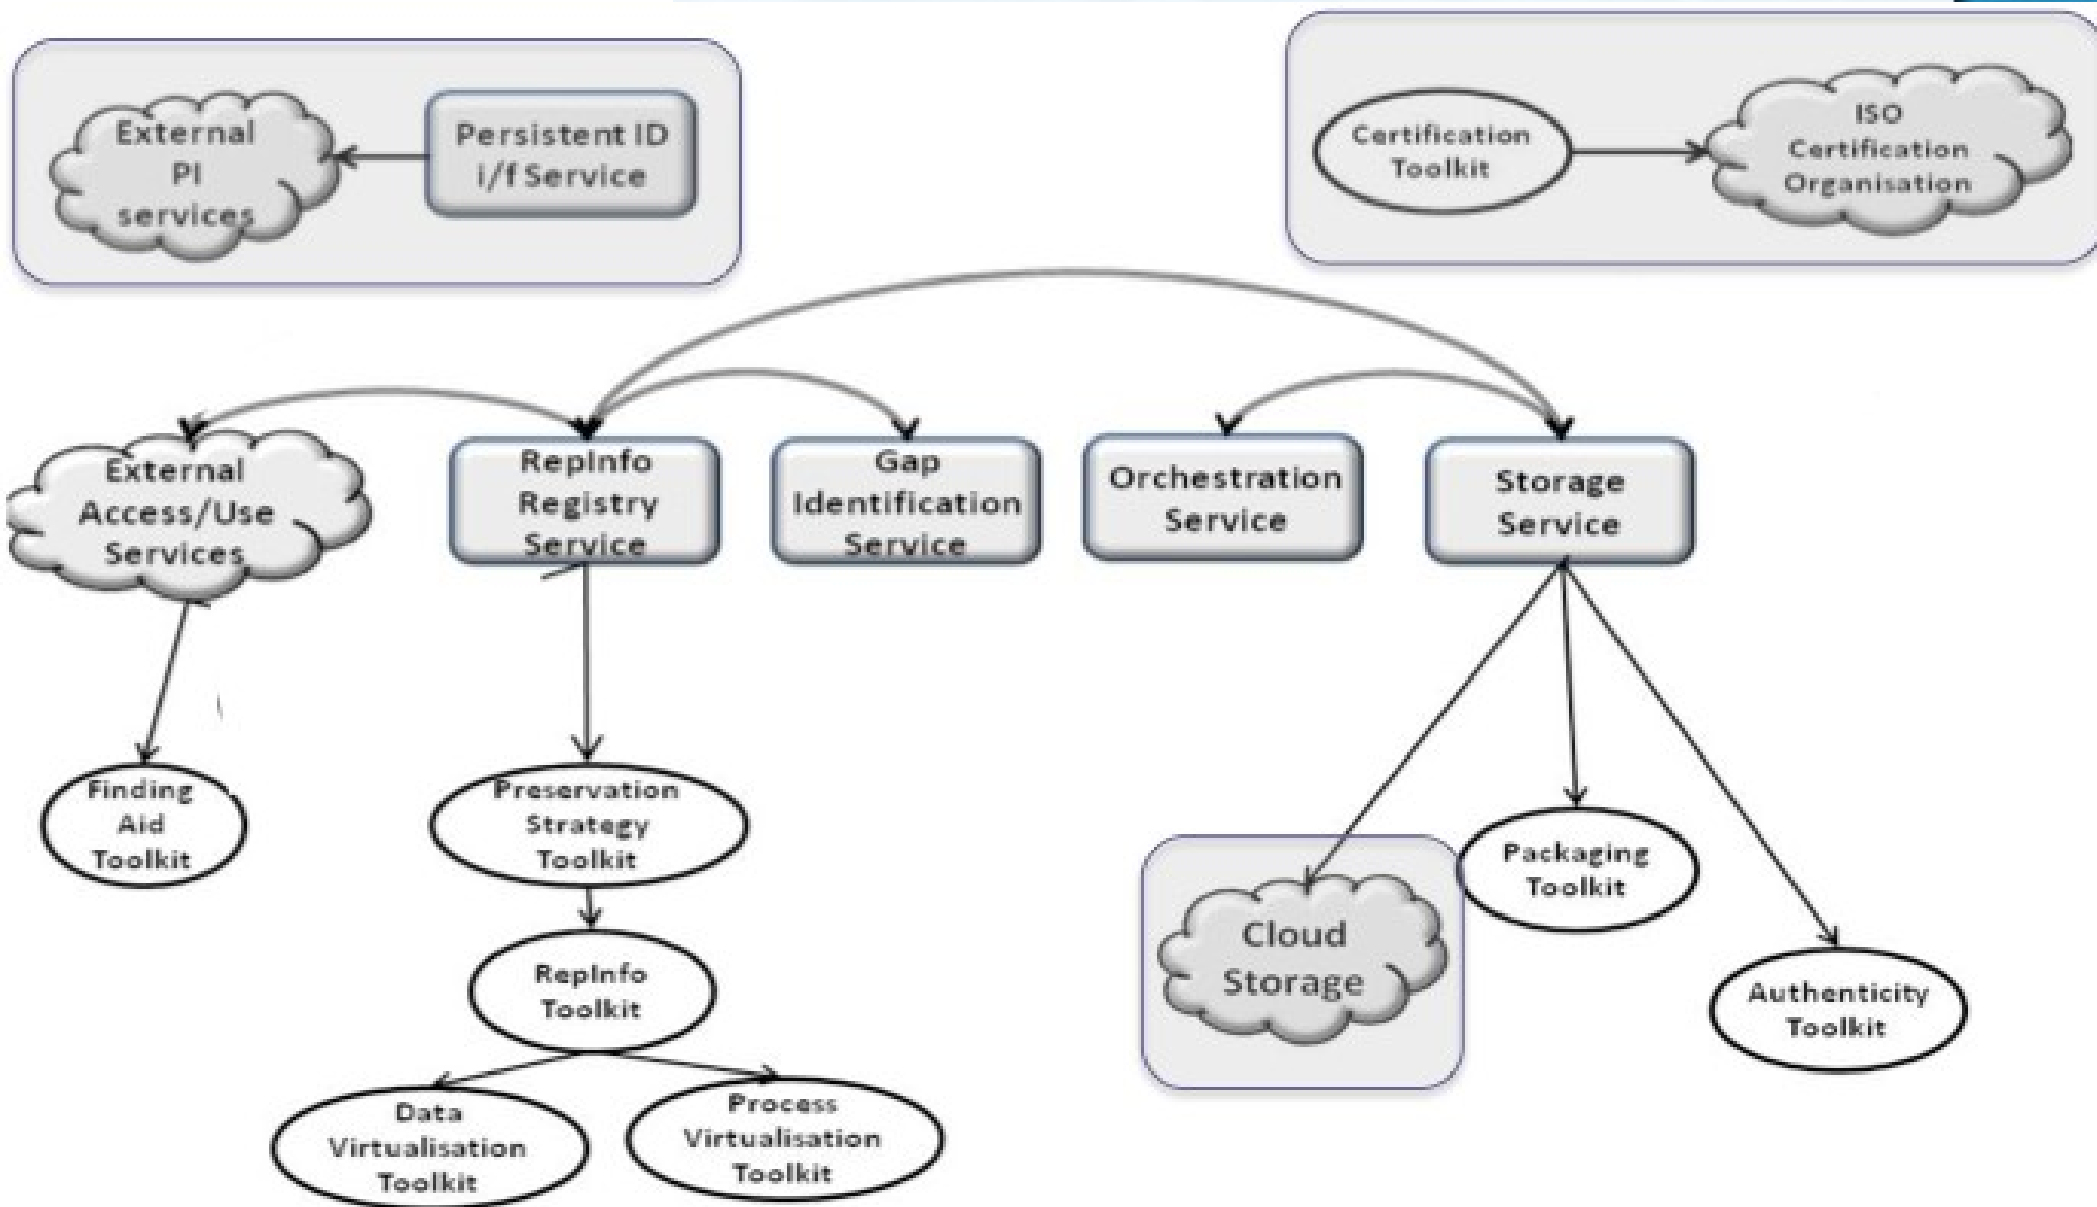 External
PI
services
Persistent ID
i/f Service
Certification
Toolkit
ISO
Certification
Organisation
External
Access/Use
Services
RepInfo
Registry
Service
Gap
Identification
Service
Orchestration
Service
Storage
Service
Finding
Aid
Toolkit
Preservation
Strategy
Toolkit
Packaging
Toolkit
Cloud
Storage
RepInfo
Toolkit
Authenticity
Toolkit
Data
Virtualisation
Toolkit
Process
Virtualisation
Toolkit